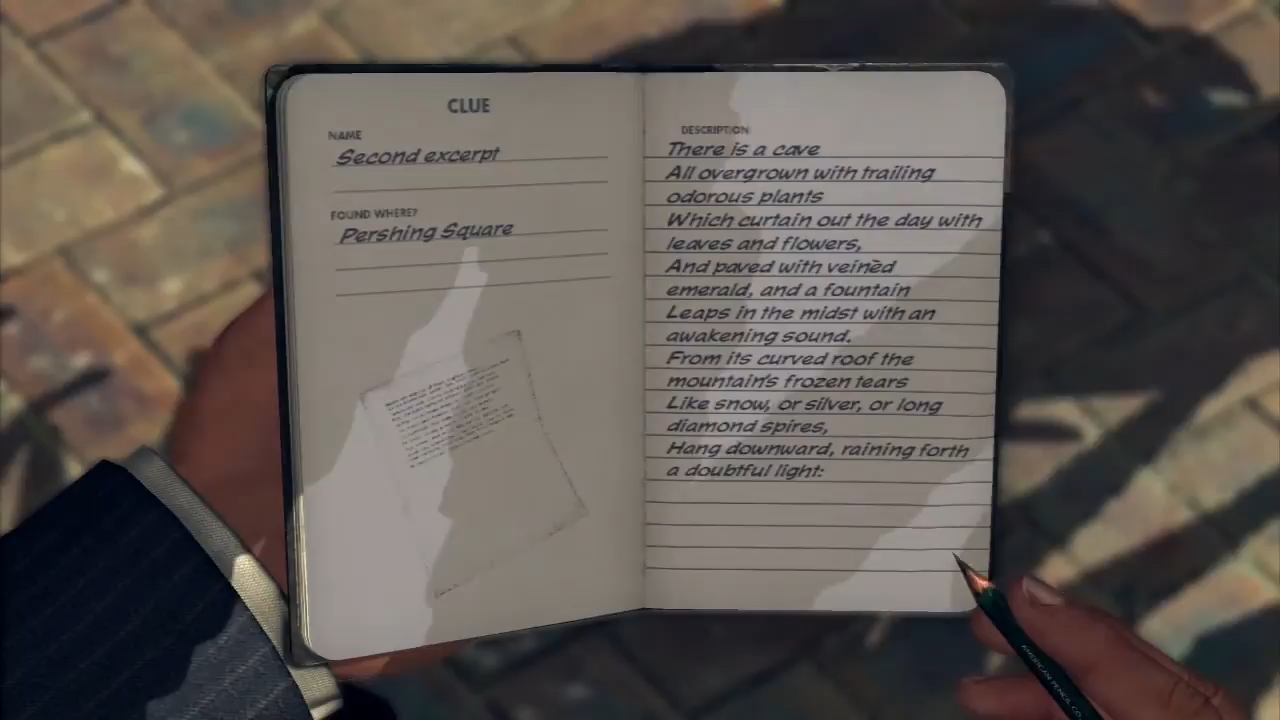 CLUE
NAME
Second excerpt
FOUND WHERE?
Pershing Square
DESCRIPTION
There is a cave
All overgrown with trailing
odorous plants
Which curtain out the day with
leaves and flowers,
And paved with veinèd
emerald, and a fountain
Leaps in the midst with an
awakening sound.
From its curved roof the
mountain's frozen tears
Like snow, or silver, or long
diamond spires,
Hang downward, raining forth
a doubtful light:
AMERICAN PENCIL CO.